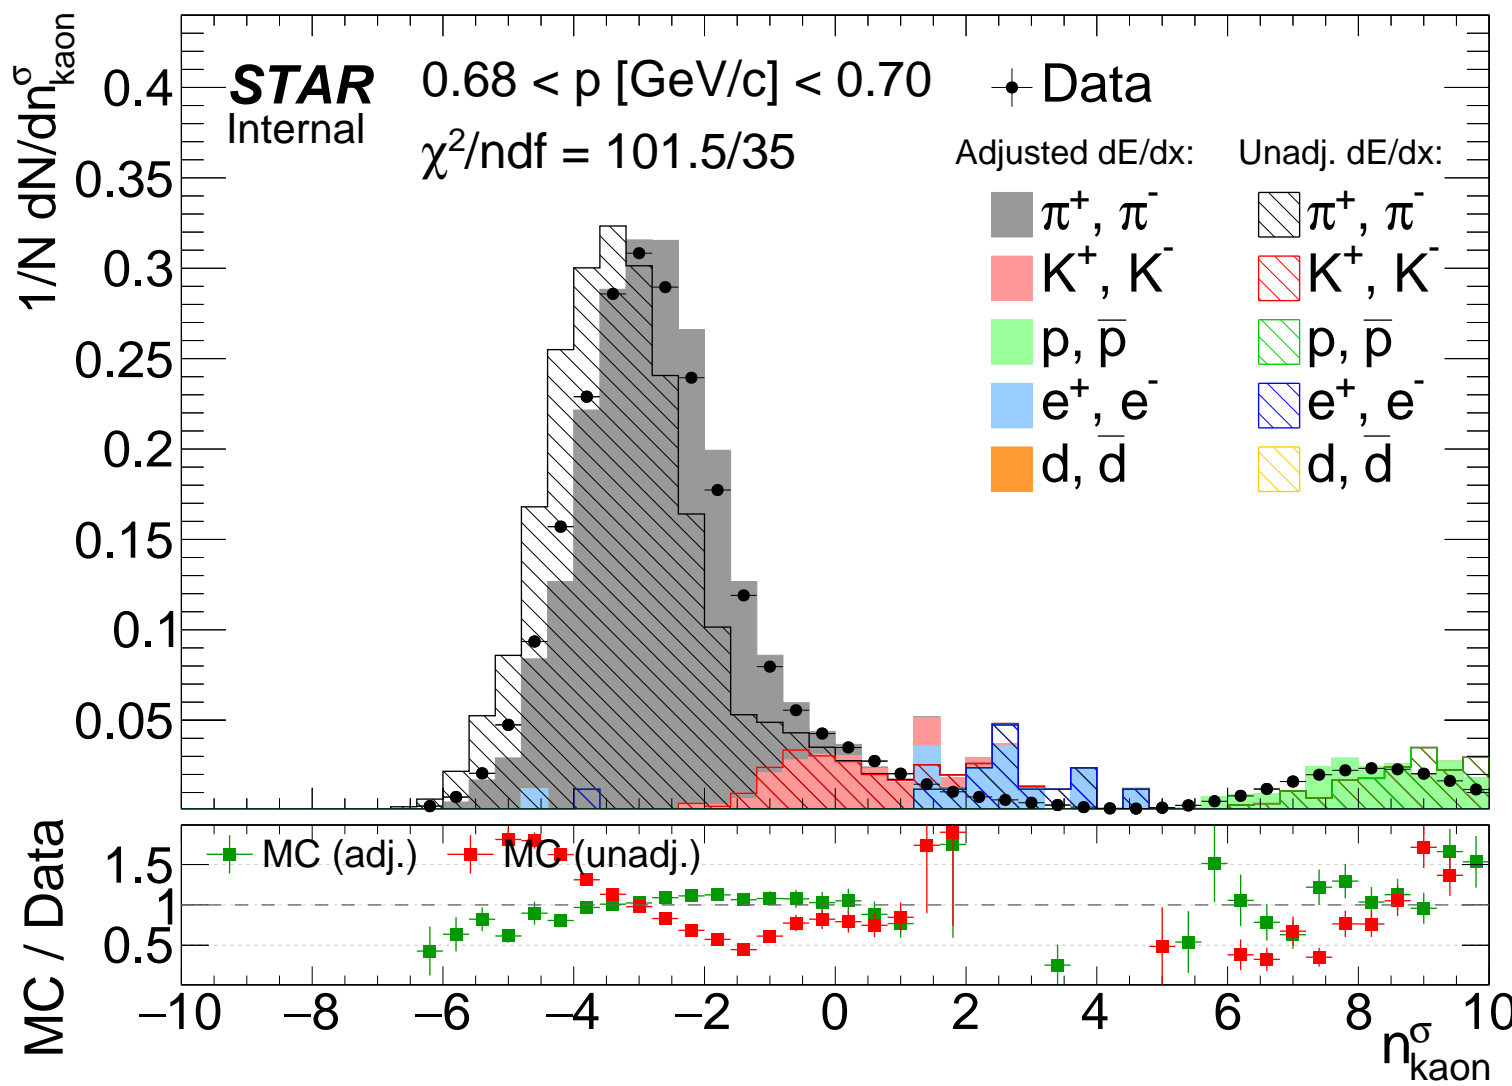 1/N dN/dn^σ_kaon
0.4
0.35
0.3
0.25
0.2
0.15
0.1
0.05
STAR
Internal
0.68 < p [GeV/c] < 0.70
χ²/ndf = 101.5/35
Data
Adjusted dE/dx: Unadj. dE/dx:
π⁺, π⁻ π⁺, π⁻
K⁺, K⁻ K⁺, K⁻
p, p̅ p, p̅
e⁺, e⁻ e⁺, e⁻
d, d̅ d, d̅
MC / Data
1.5
1
0.5
MC (adj.) MC (unadj.)
−10 −8 −6 −4 −2 0 2 4 6 8 10
n^σ_kaon